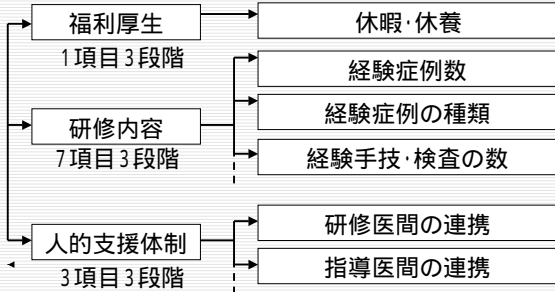 福利厚生
1項目3段階
休暇・休養
研修内容
7項目3段階
経験症例数
経験症例の種類
経験手技・検査の数
人的支援体制
3項目3段階
研修医間の連携
指導医間の連携